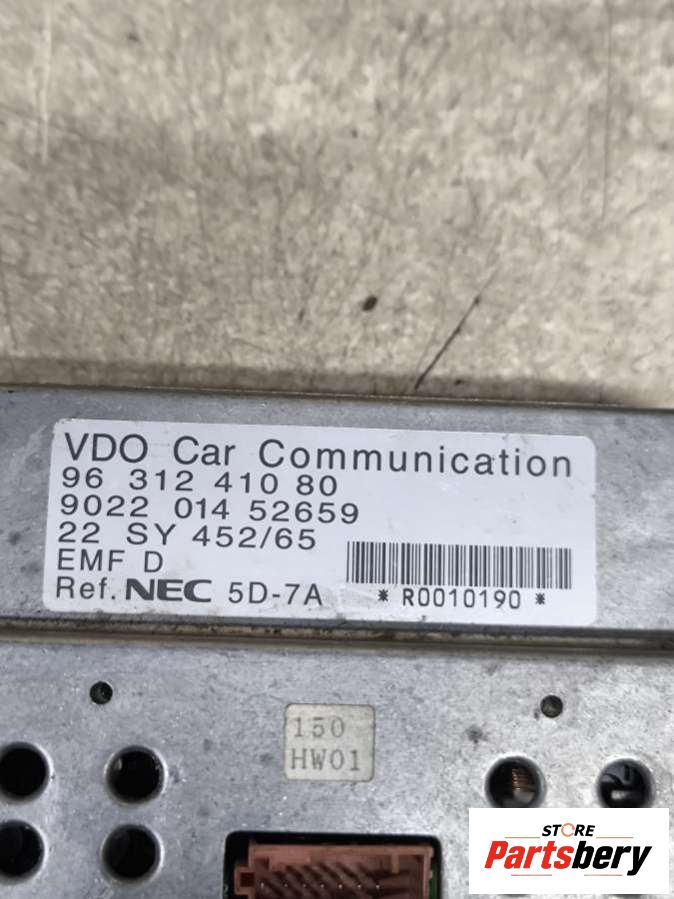 VDO Car Communication
96 312 410 80
9022 014 52659
22 SY 452/65
EMF D
Ref. NEC 5D-7A
* R0010190 *
150
HW01
STORE
Partsbery